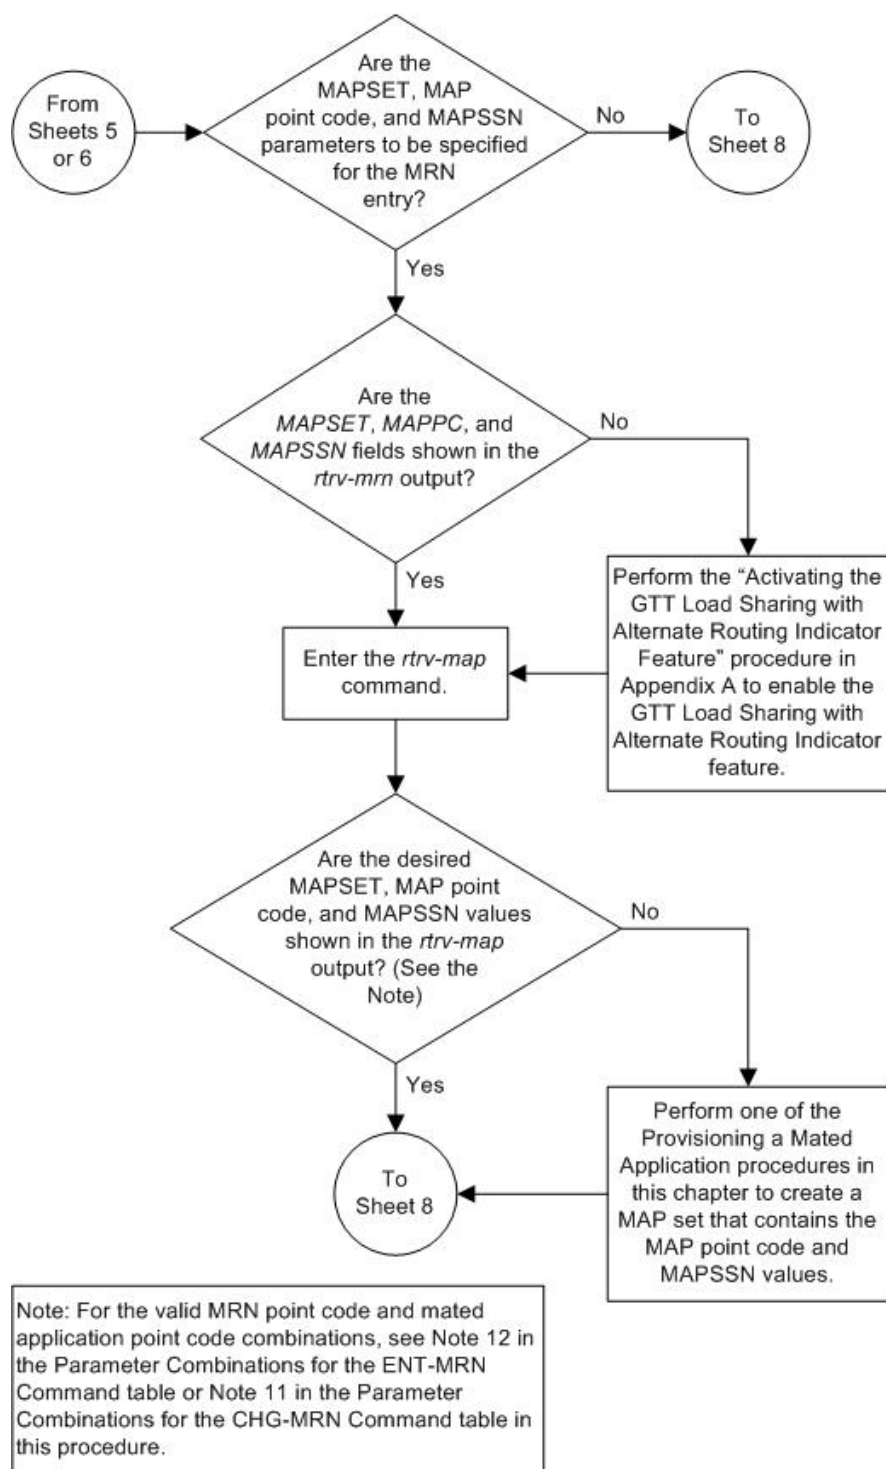 From
Sheets 5
or 6
Are the
MAPSET, MAP
point code, and MAPSSN
parameters to be specified
for the MRN
entry?
No
To
Sheet 8
Yes
Are the
MAPSET, MAPPC, and
MAPSSN fields shown in the
rtrv-mrn output?
No
Yes
Perform the “Activating the
GTT Load Sharing with
Alternate Routing Indicator
Feature” procedure in
Appendix A to enable the
GTT Load Sharing with
Alternate Routing Indicator
feature.
Enter the rtrv-map
command.
Are the desired
MAPSET, MAP point
code, and MAPSSN values
shown in the rtrv-map
output? (See the
Note)
No
Yes
Perform one of the
Provisioning a Mated
Application procedures in
this chapter to create a
MAP set that contains the
MAP point code and
MAPSSN values.
To
Sheet 8
Note: For the valid MRN point code and mated
application point code combinations, see Note 12 in
the Parameter Combinations for the ENT-MRN
Command table or Note 11 in the Parameter
Combinations for the CHG-MRN Command table in
this procedure.